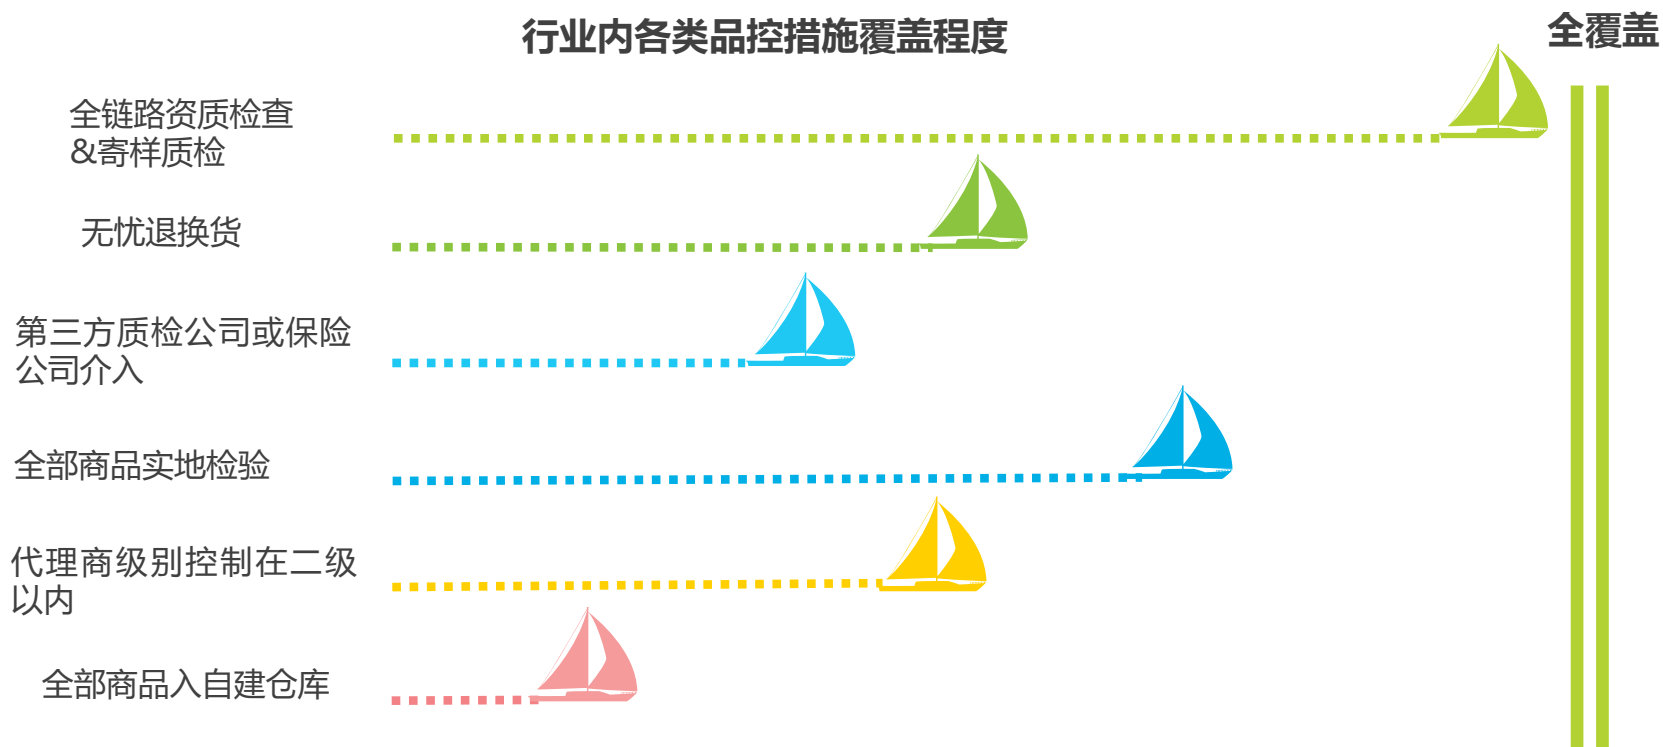 行业内各类品控措施覆盖程度
全覆盖
全链路资质检查
&寄样质检
无忧退换货
第三方质检公司或保险
公司介入
全部商品实地检验
代理商级别控制在二级
以内
全部商品入自建仓库